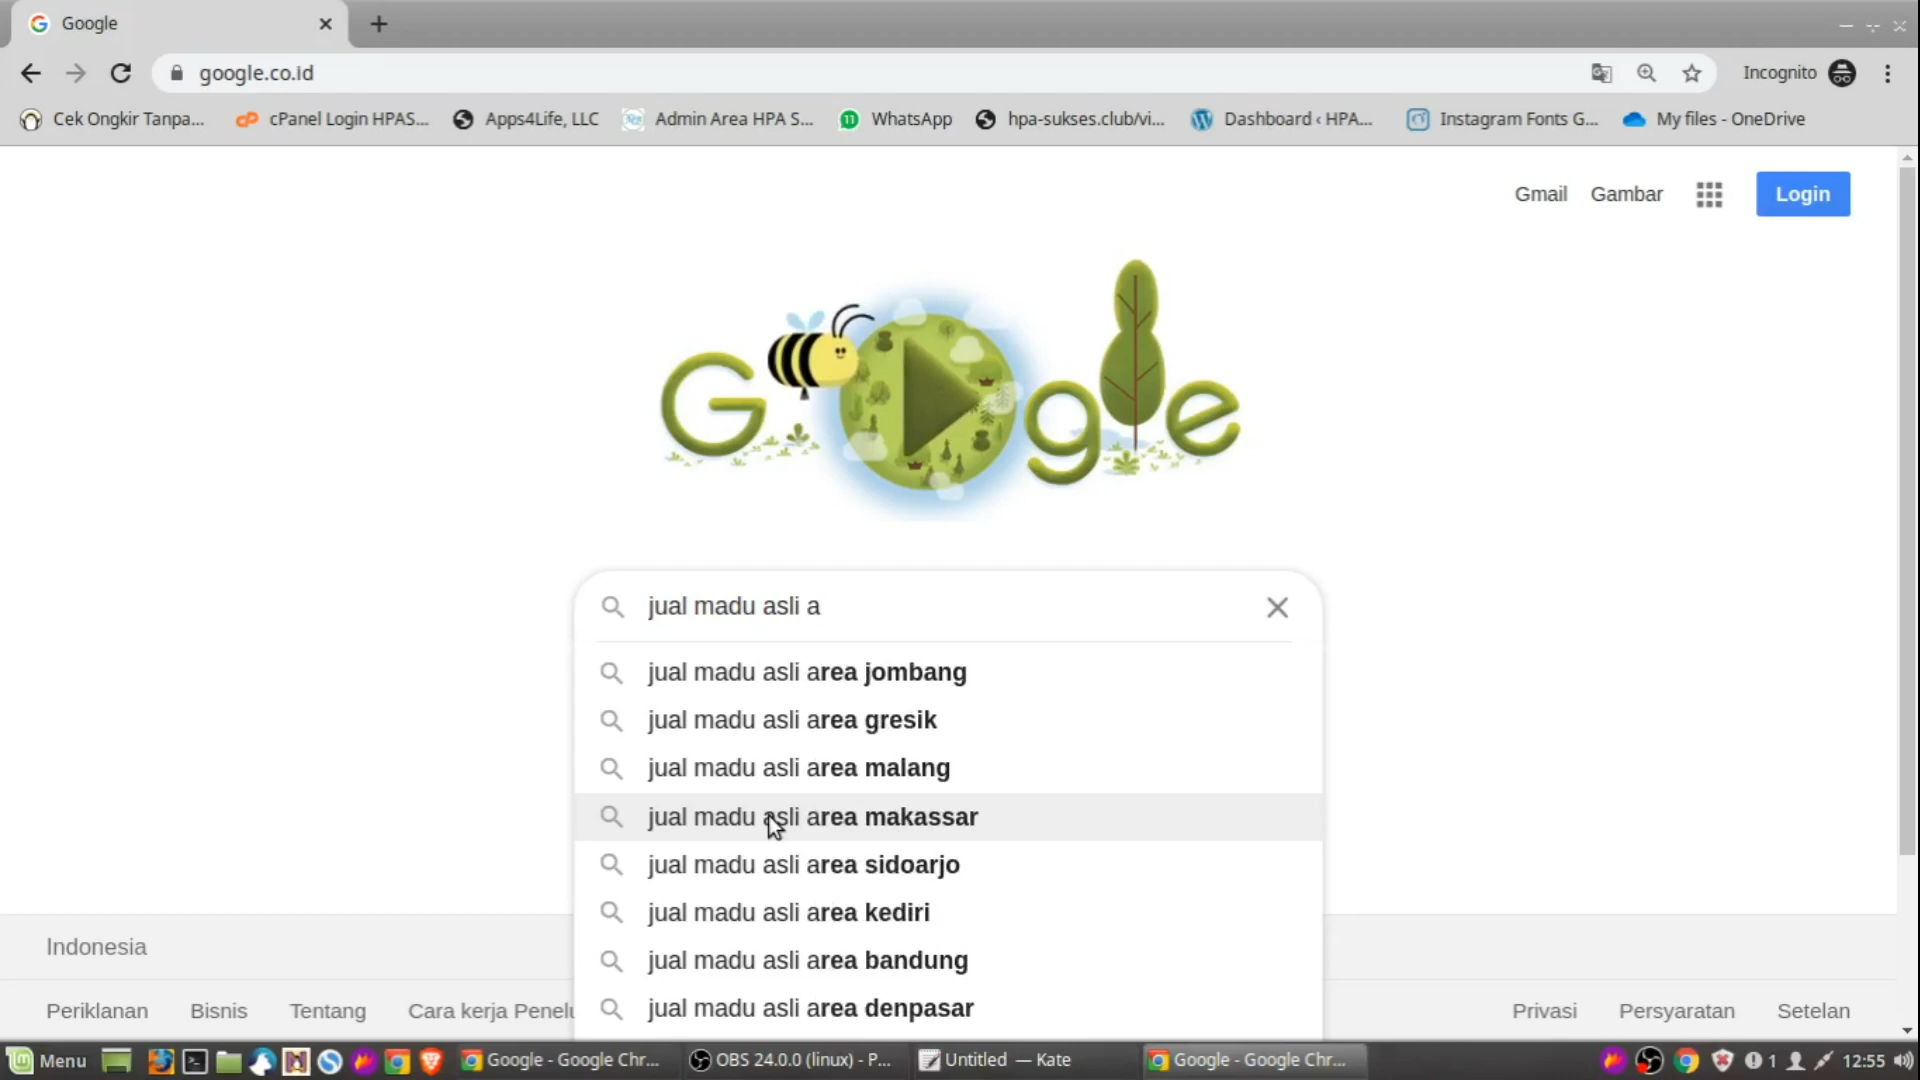 Google
google.co.id
Incognito
Cek Ongkir Tanpa...
cPanel Login HPAS...
Apps4Life, LLC
Admin Area HPA S...
11
WhatsApp
hpa-sukses.club/vi...
Dashboard ‹ HPA...
Instagram Fonts G...
My files - OneDrive
Gmail
Gambar
Login
Google
jual madu asli a
jual madu asli area jombang
jual madu asli area gresik
jual madu asli area malang
jual madu asli area makassar
jual madu asli area sidoarjo
jual madu asli area kediri
jual madu asli area bandung
jual madu asli area denpasar
Indonesia
Periklanan
Bisnis
Tentang
Cara kerja
Privasi
Persyaratan
Setelan
Menu
Google - Google Chr...
OBS 24.0.0 (linux) - P...
Untitled — Kate
Google - Google Chr...
1
12:55